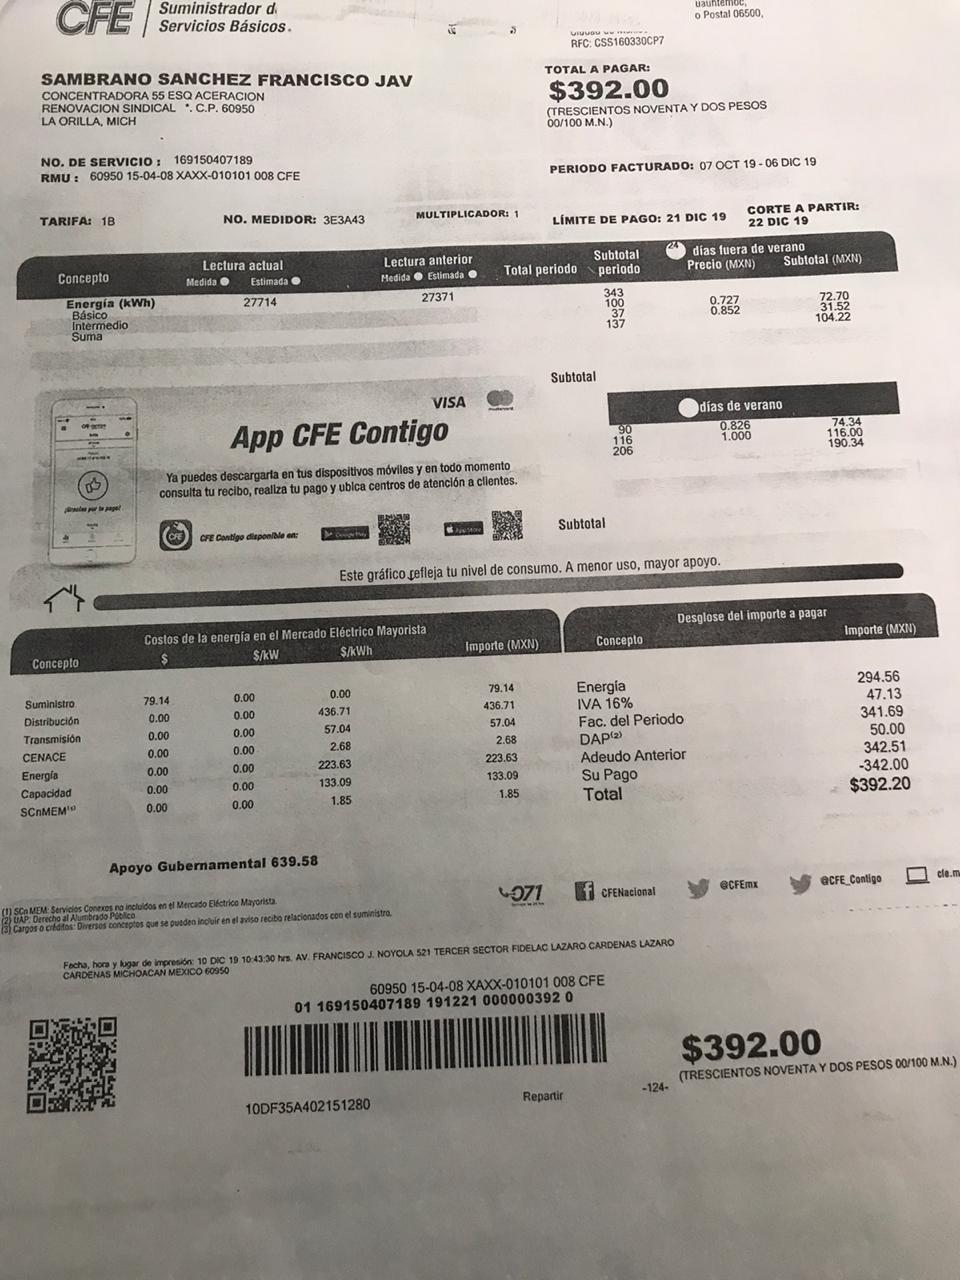 CFE Suministrador de
Servicios Básicos.
uauhtémoc,
o Postal 06500,
RFC: CSS160330CP7
SAMBRANO SANCHEZ FRANCISCO JAV
CONCENTRADORA 55 ESQ ACERACION
RENOVACION SINDICAL *. C.P. 60950
LA ORILLA, MICH
TOTAL A PAGAR:
$392.00
(TRESCIENTOS NOVENTA Y DOS PESOS
00/100 M.N.)
NO. DE SERVICIO : 169150407189
RMU : 60950 15-04-08 XAXX-010101 008 CFE
PERIODO FACTURADO: 07 OCT 19 - 06 DIC 19
TARIFA: 1B NO. MEDIDOR: 3E3A43 MULTIPLICADOR: 1 LÍMITE DE PAGO: 21 DIC 19 CORTE A PARTIR:
22 DIC 19
Concepto Lectura actual Lectura anterior Total periodo Subtotal
periodo 24 días fuera de verano
Medida Estimada Medida Estimada Precio (MXN) Subtotal (MXN)
Energía (kWh) 27714 27371 343
Básico 100 0.727 72.70
Intermedio 37 0.852 31.52
Suma 137 104.22
Subtotal
días de verano
90 0.826 74.34
116 1.000 116.00
206 190.34
Subtotal
VISA mastercard
App CFE Contigo
Ya puedes descargarla en tus dispositivos móviles y en todo momento
consulta tu recibo, realiza tu pago y ubica centros de atención a clientes.
¡Gracias por tu pago!
CFE CFE Contigo disponible en: Google Play App Store
Este gráfico refleja tu nivel de consumo. A menor uso, mayor apoyo.
Costos de la energía en el Mercado Eléctrico Mayorista
Concepto $ $/kW $/kWh Importe (MXN)
Suministro 79.14 0.00 0.00 79.14
Distribución 0.00 0.00 436.71 436.71
Transmisión 0.00 0.00 57.04 57.04
CENACE 0.00 0.00 2.68 2.68
Energía 0.00 0.00 223.63 223.63
Capacidad 0.00 0.00 133.09 133.09
SCnMEM(1) 0.00 0.00 1.85 1.85
Desglose del importe a pagar
Concepto Importe (MXN)
Energía 294.56
IVA 16% 47.13
Fac. del Periodo 341.69
DAP(2) 50.00
Adeudo Anterior 342.51
Su Pago -342.00
Total $392.20
Apoyo Gubernamental 639.58
071 CFENacional @CFEmx @CFE_Contigo cfe.m
(1) SCn MEM: Servicios Conexos no incluidos en el Mercado Eléctrico Mayorista.
(2) DAP: Derecho al Alumbrado Público
(3) Cargos o créditos: Diversos conceptos que se pueden incluir en el aviso recibo relacionados con el suministro.
Fecha, hora y lugar de impresión: 10 DIC 19 10:43:30 hrs. AV. FRANCISCO J. NOYOLA 521 TERCER SECTOR FIDELAC LAZARO CARDENAS LAZARO
CARDENAS MICHOACAN MEXICO 60950
60950 15-04-08 XAXX-010101 008 CFE
01 169150407189 191221 000000392 0
10DF35A402151280
Repartir
-124-
$392.00
(TRESCIENTOS NOVENTA Y DOS PESOS 00/100 M.N.)